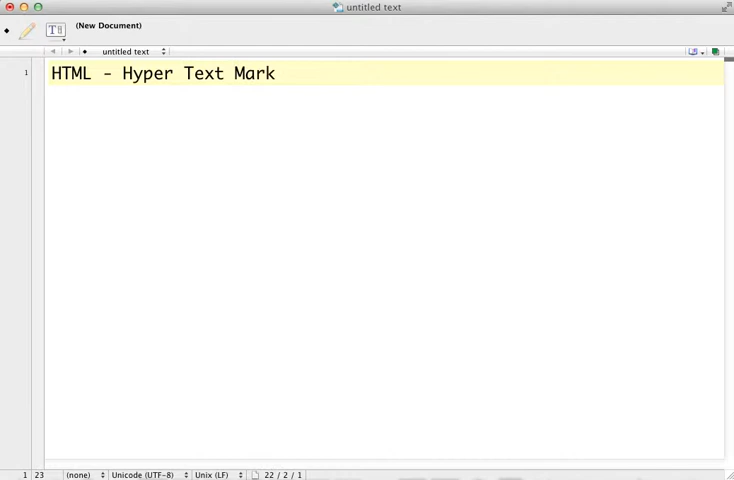 untitled text
(New Document)
untitled text
1 HTML - Hyper Text Mark
1 23 (none) Unicode (UTF-8) Unix (LF) 22 / 2 / 1